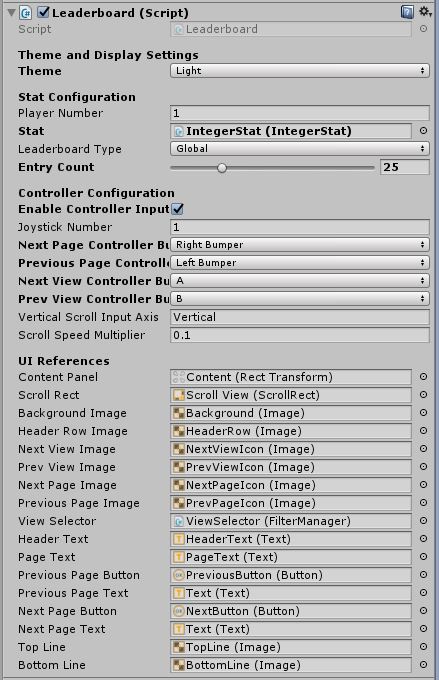 Leaderboard (Script)
Script Leaderboard
Theme and Display Settings
Theme Light
Stat Configuration
Player Number 1
Stat IntegerStat (IntegerStat)
Leaderboard Type Global
Entry Count 25
Controller Configuration
Enable Controller Input
Joystick Number 1
Next Page Controller Bu Right Bumper
Previous Page Controlle Left Bumper
Next View Controller Bu A
Prev View Controller Bu B
Vertical Scroll Input Axis Vertical
Scroll Speed Multiplier 0.1
UI References
Content Panel Content (Rect Transform)
Scroll Rect Scroll View (ScrollRect)
Background Image Background (Image)
Header Row Image HeaderRow (Image)
Next View Image NextViewIcon (Image)
Prev View Image PrevViewIcon (Image)
Next Page Image NextPageIcon (Image)
Previous Page Image PrevPageIcon (Image)
View Selector ViewSelector (FilterManager)
Header Text HeaderText (Text)
Page Text PageText (Text)
Previous Page Button PreviousButton (Button)
Previous Page Text Text (Text)
Next Page Button NextButton (Button)
Next Page Text Text (Text)
Top Line TopLine (Image)
Bottom Line BottomLine (Image)